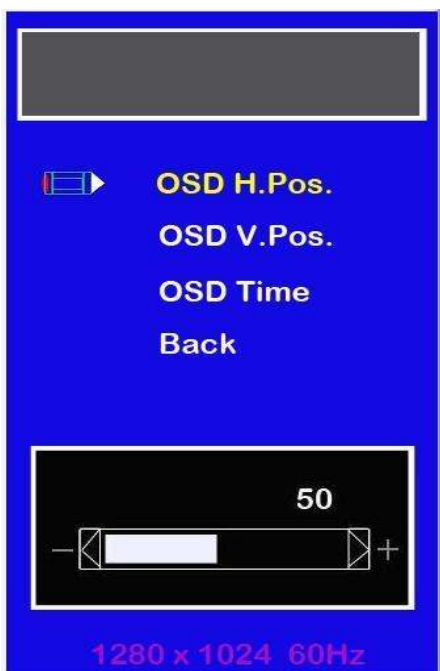 OSD H.Pos.
OSD V.Pos.
OSD Time
Back
50
− +
1280 x 1024 60Hz